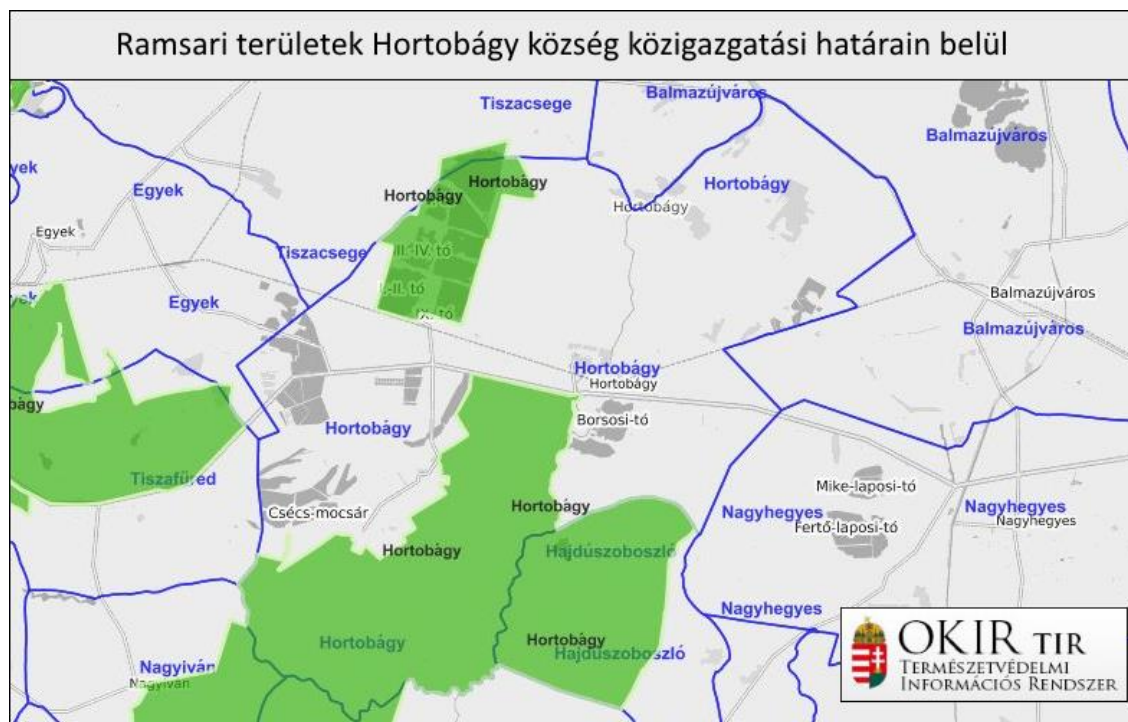 Ramsari területek Hortobágy község közigazgatási határain belül
Tiszacsege
Balmazújváros
Balmazújváros
yek
Egyek
Hortobágy
Hortobágy
Hortobágy
Hortobágy
Egyek
Tiszacsege
III.-IV. tó
I.-II. tó
IX. tó
Egyek
Balmazújváros
Balmazújváros
Hortobágy
Hortobágy
Borsosi-tó
bágy
Hortobágy
Tiszafüred
Csécs-mocsár
Mike-laposi-tó
Nagyhegyes
Fertő-laposi-tó
Nagyhegyes
Nagyhegyes
Hortobágy
Hortobágy
Hajdúszoboszló
Nagyhegyes
Hortobágy
Hortobágy
Hajdúszoboszló
Nagyiván
Nagyiván
OKIR TIR
TERMÉSZETVÉDELMI
INFORMÁCIÓS RENDSZER